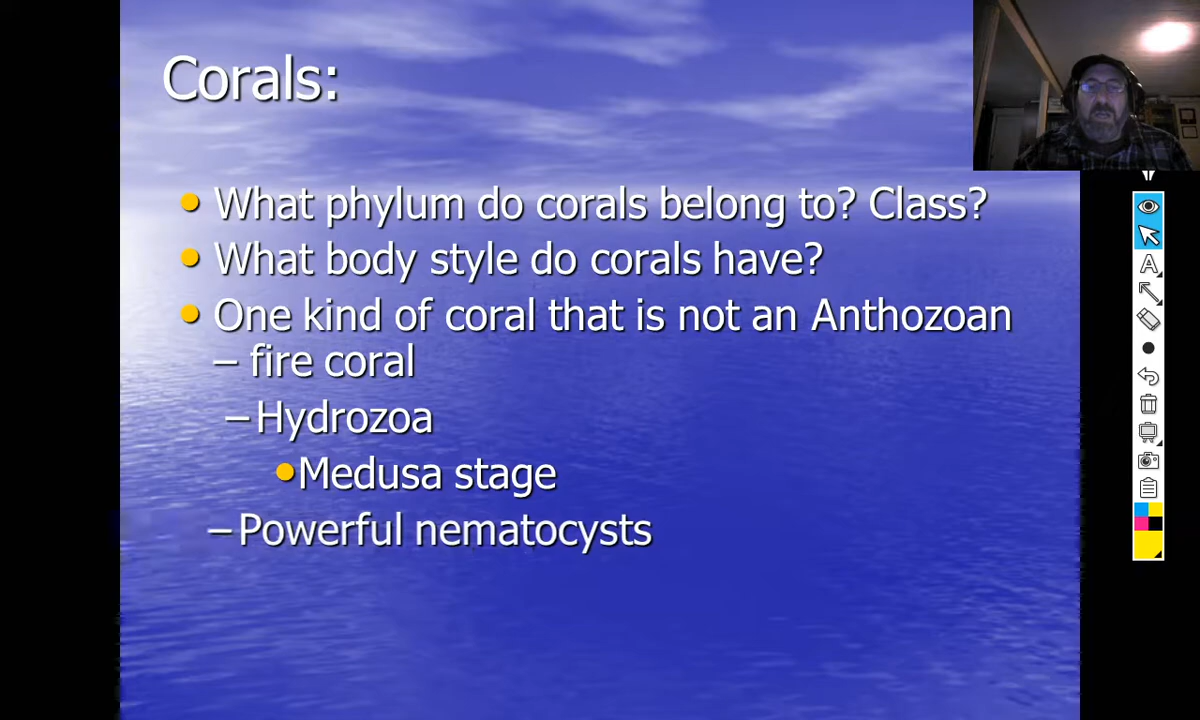 Corals:
• What phylum do corals belong to? Class?
• What body style do corals have?
• One kind of coral that is not an Anthozoan
– fire coral
– Hydrozoa
• Medusa stage
– Powerful nematocysts
A